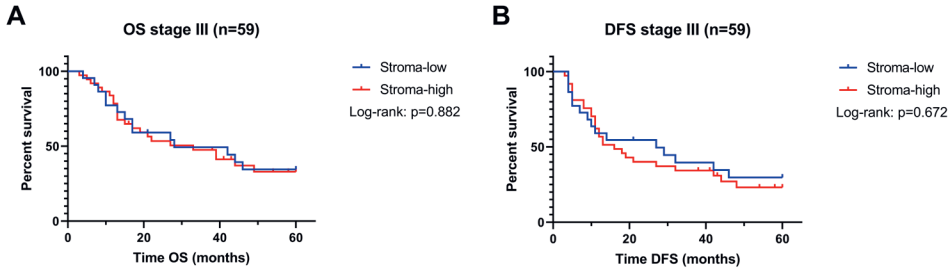 A
OS stage III (n=59)
Percent survival
100
50
0
0 20 40 60
Time OS (months)
Stroma-low
Stroma-high
Log-rank: p=0.882
B
DFS stage III (n=59)
Percent survival
100
50
0
0 20 40 60
Time DFS (months)
Stroma-low
Stroma-high
Log-rank: p=0.672